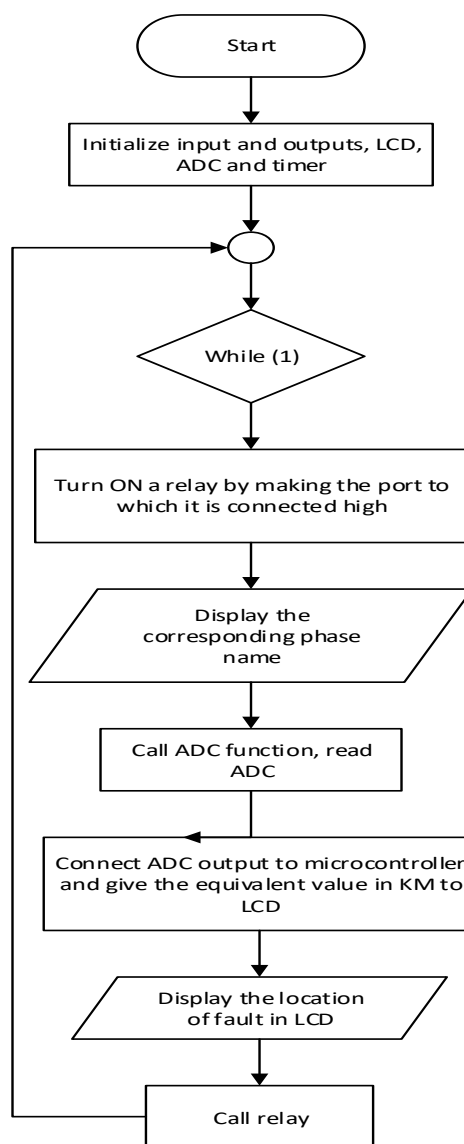 Start
Initialize input and outputs, LCD,
ADC and timer
While (1)
Turn ON a relay by making the port to
which it is connected high
Display the
corresponding phase
name
Call ADC function, read
ADC
Connect ADC output to microcontroller
and give the equivalent value in KM to
LCD
Display the location
of fault in LCD
Call relay